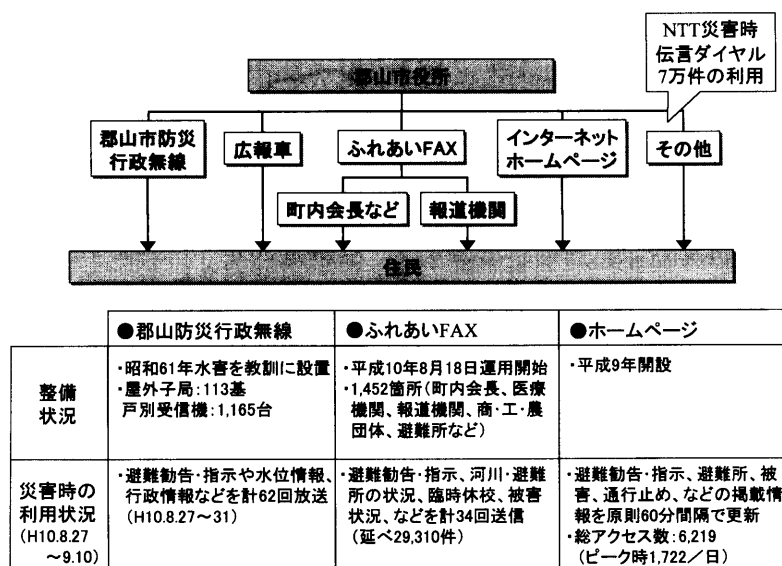 NTT災害時
伝言ダイヤル
7万件の利用
郡山市役所
郡山市防災
行政無線
広報車
ふれあいFAX
インターネット
ホームページ
その他
町内会長など
報道機関
住民
●郡山防災行政無線
●ふれあいFAX
●ホームページ
整備
状況
・昭和61年水害を教訓に設置
・屋外子局：113基
戸別受信機：1,165台
・平成10年8月18日運用開始
・1,452箇所（町内会長、医療
機関、報道機関、商・工・農
団体、避難所など）
・平成9年開設
災害時の
利用状況
（H10.8.27
～9.10）
・避難勧告・指示や水位情報、
行政情報などを計62回放送
（H10.8.27～31）
・避難勧告・指示、河川・避難
所の状況、臨時休校、被害
状況、などを計34回送信
（延べ29,310件）
・避難勧告・指示、避難所、被
害、通行止め、などの掲載情
報を原則60分間隔で更新
・総アクセス数：6,219
（ピーク時1,722／日）